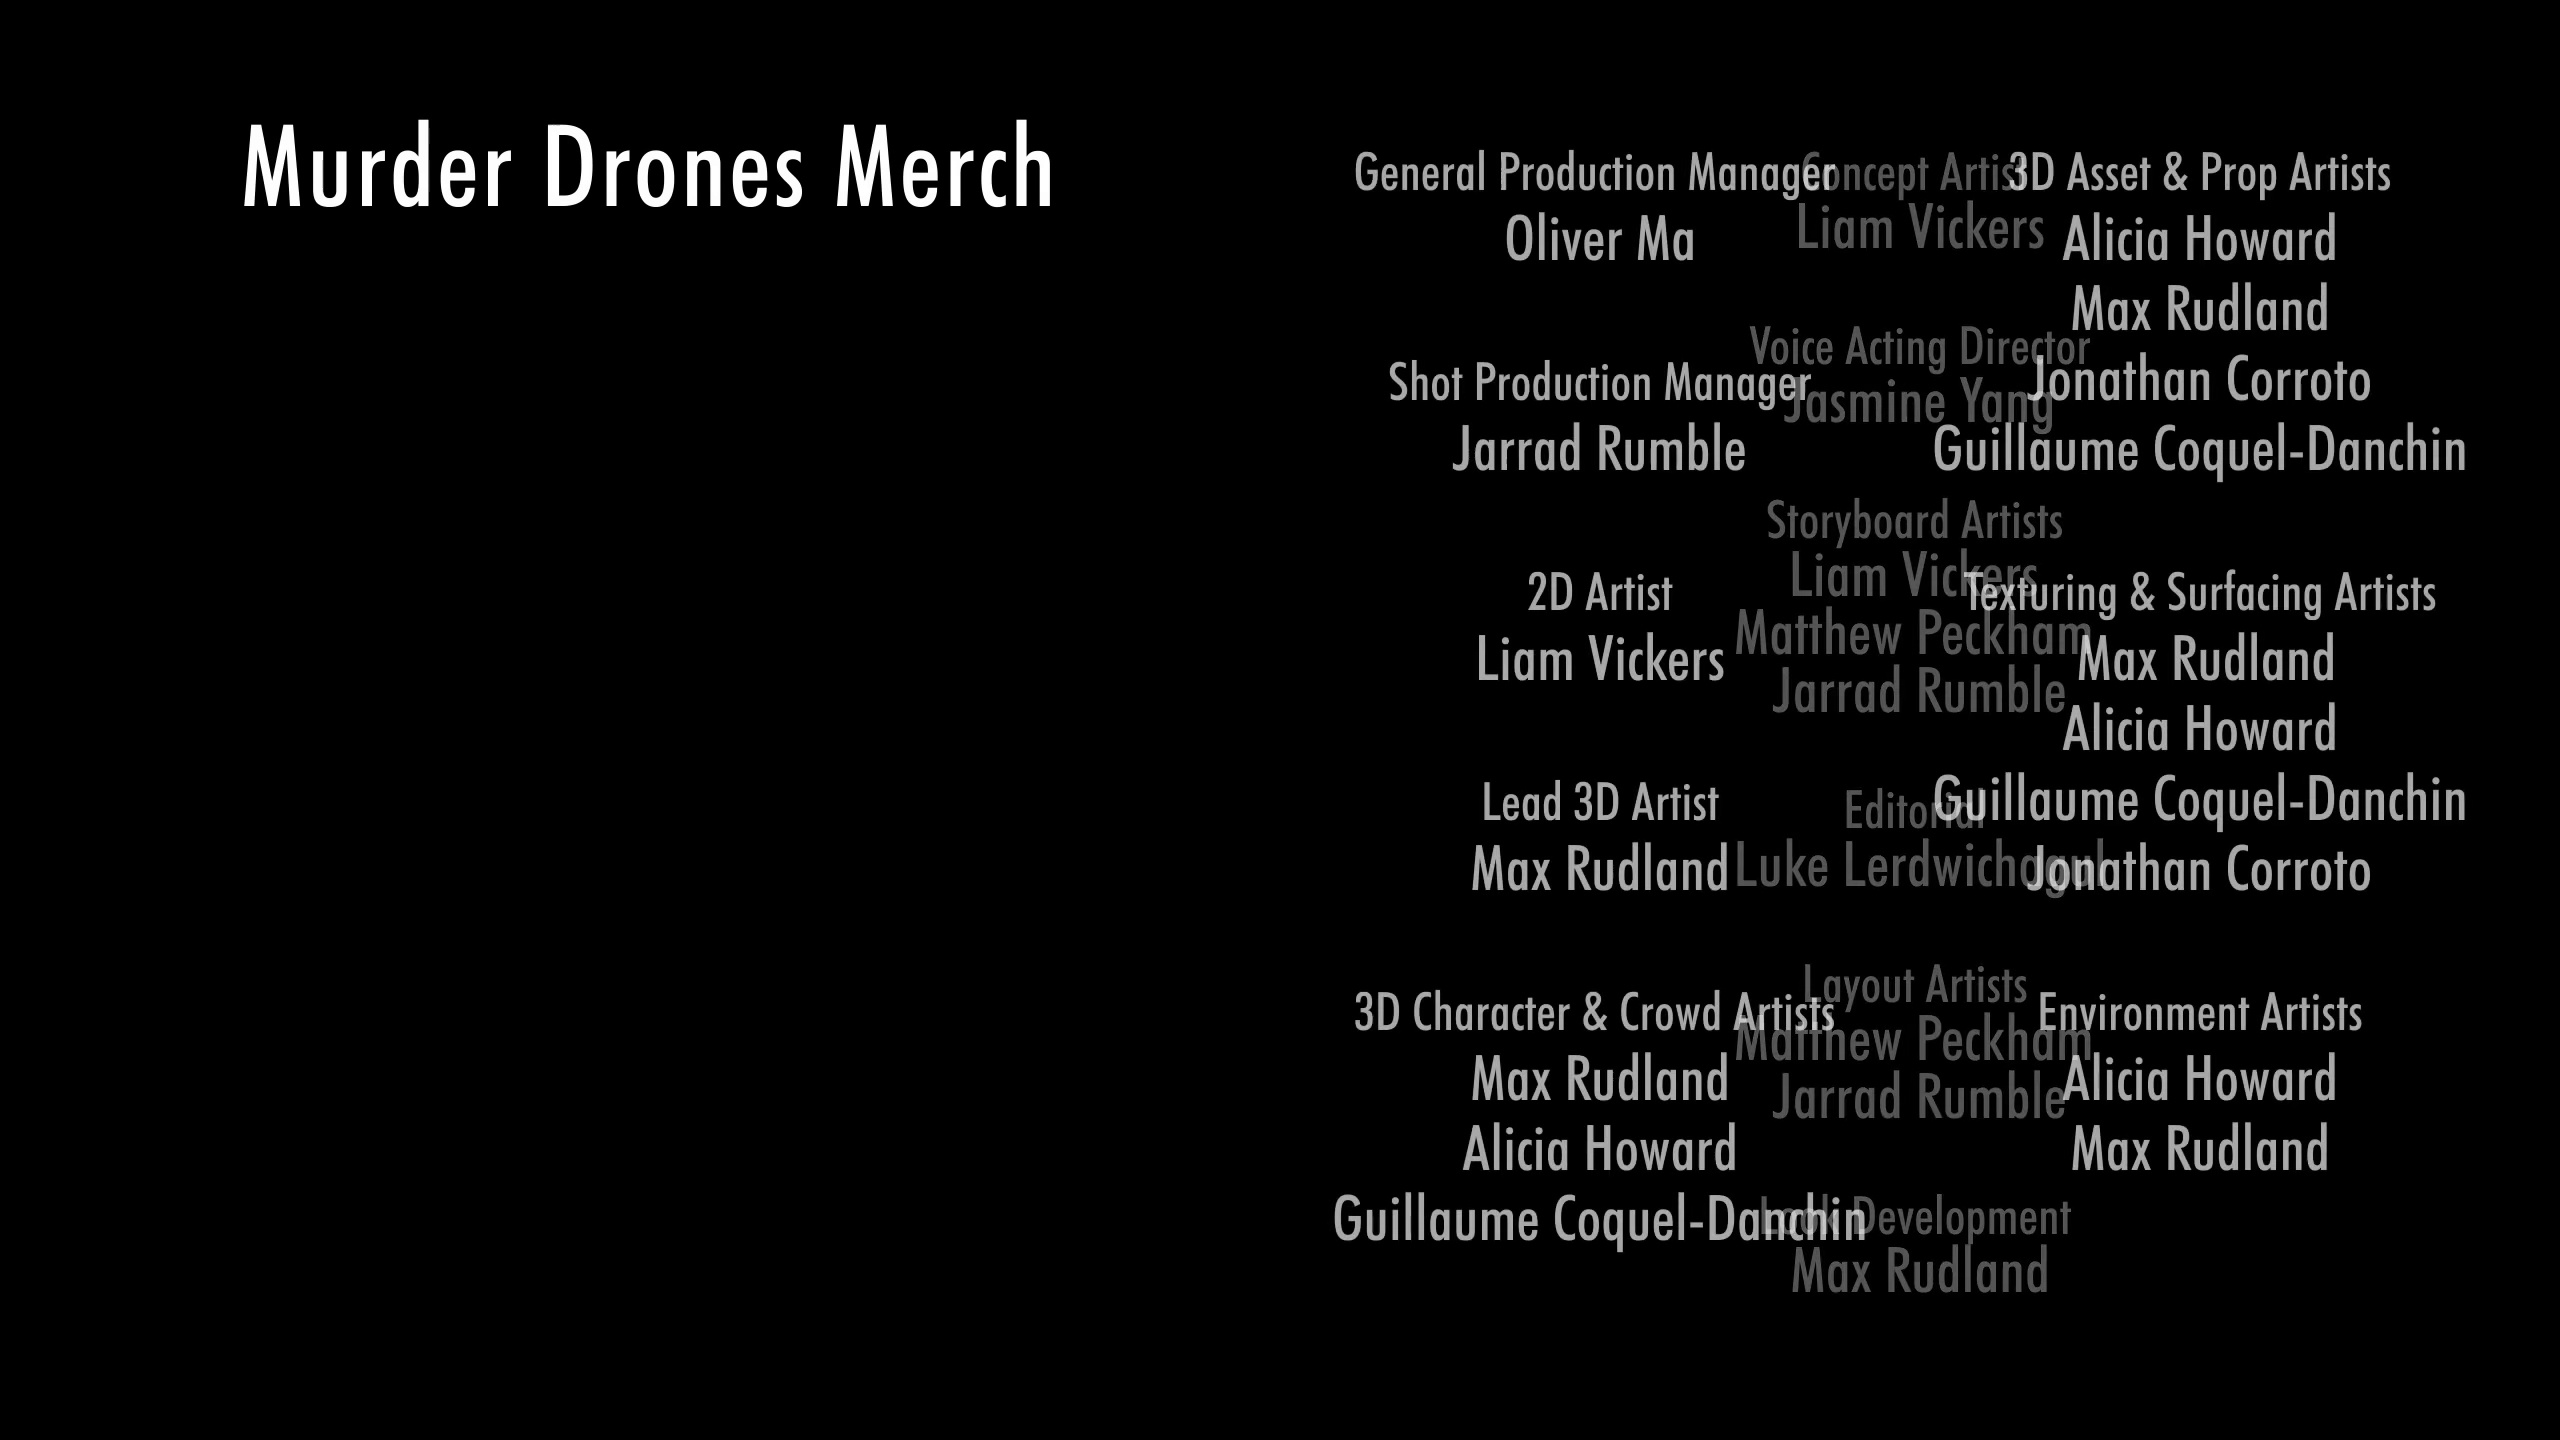 Murder Drones Merch
General Production Manager
Oliver Ma
Shot Production Manager
Jarrad Rumble
2D Artist
Liam Vickers
Lead 3D Artist
Max Rudland
3D Character & Crowd Artists
Max Rudland
Alicia Howard
Guillaume Coquel-Danchin
Concept Artist
Liam Vickers
Voice Acting Director
Jasmine Yang
Storyboard Artists
Liam Vickers
Matthew Peckham
Jarrad Rumble
Editorial
Luke Lerdwichagul
Layout Artists
Matthew Peckham
Jarrad Rumble
Look Development
Max Rudland
3D Asset & Prop Artists
Alicia Howard
Max Rudland
Jonathan Corroto
Guillaume Coquel-Danchin
Texturing & Surfacing Artists
Max Rudland
Alicia Howard
Guillaume Coquel-Danchin
Jonathan Corroto
Environment Artists
Alicia Howard
Max Rudland